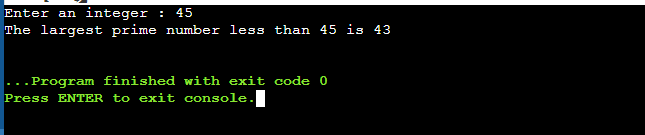 Enter an integer : 45
The largest prime number less than 45 is 43
...Program finished with exit code 0
Press ENTER to exit console.